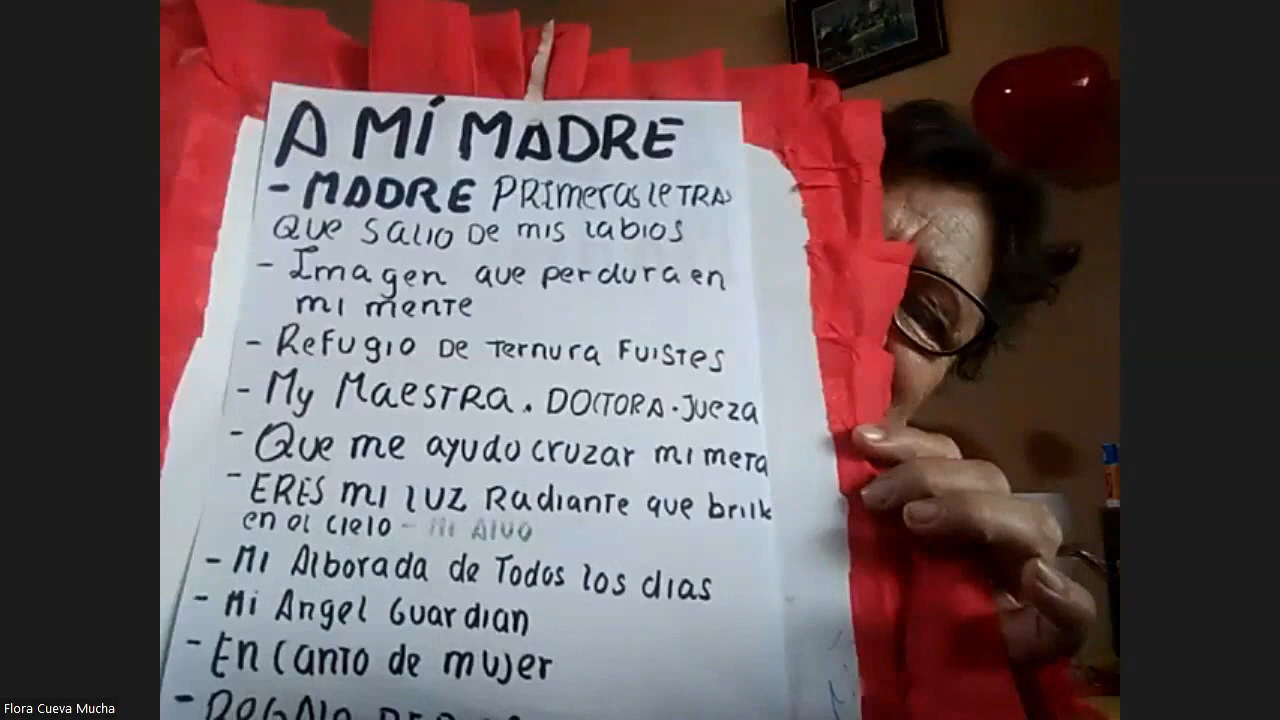 A MÍ MADRE
- MADRE PRIMERAS LETRAS
QUE SALIO DE MIS LABIOS
- Imagen que perdura en
mi mente
- REFUGIO DE TERNURA FUISTES
- My MAESTRA. DOCTORA. JUEZA
- Que me ayudo cruzar mi meta
- ERES mi LUZ Radiante que brilla
en el cielo - Mi
- Mi Alborada de Todos los dias
- Mi Angel Guardian
- Encanto de mujer
Flora Cueva Mucha